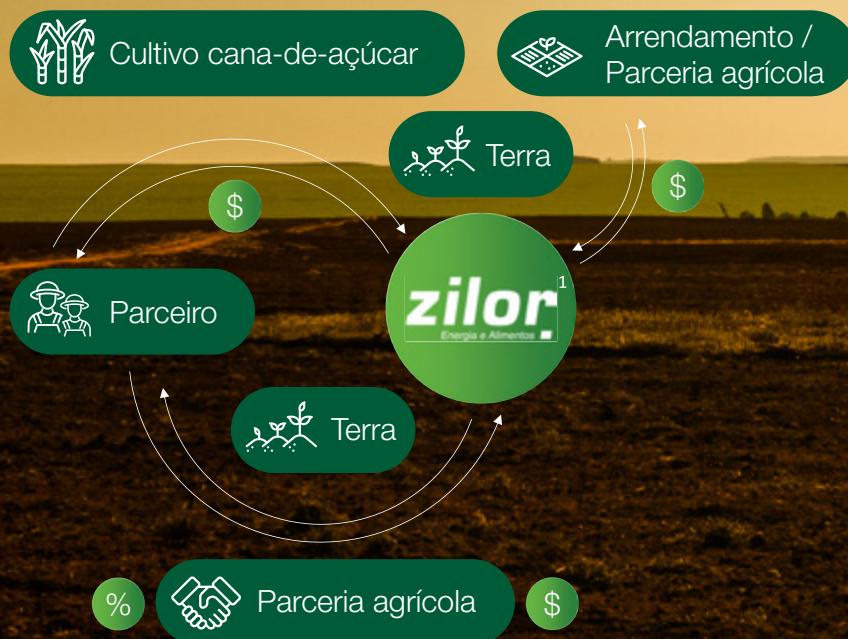 Cultivo cana-de-açúcar
Arrendamento /
Parceria agrícola
Terra
$
$
Parceiro
zilor
1
Energia e Alimentos
Terra
%
Parceria agrícola
$